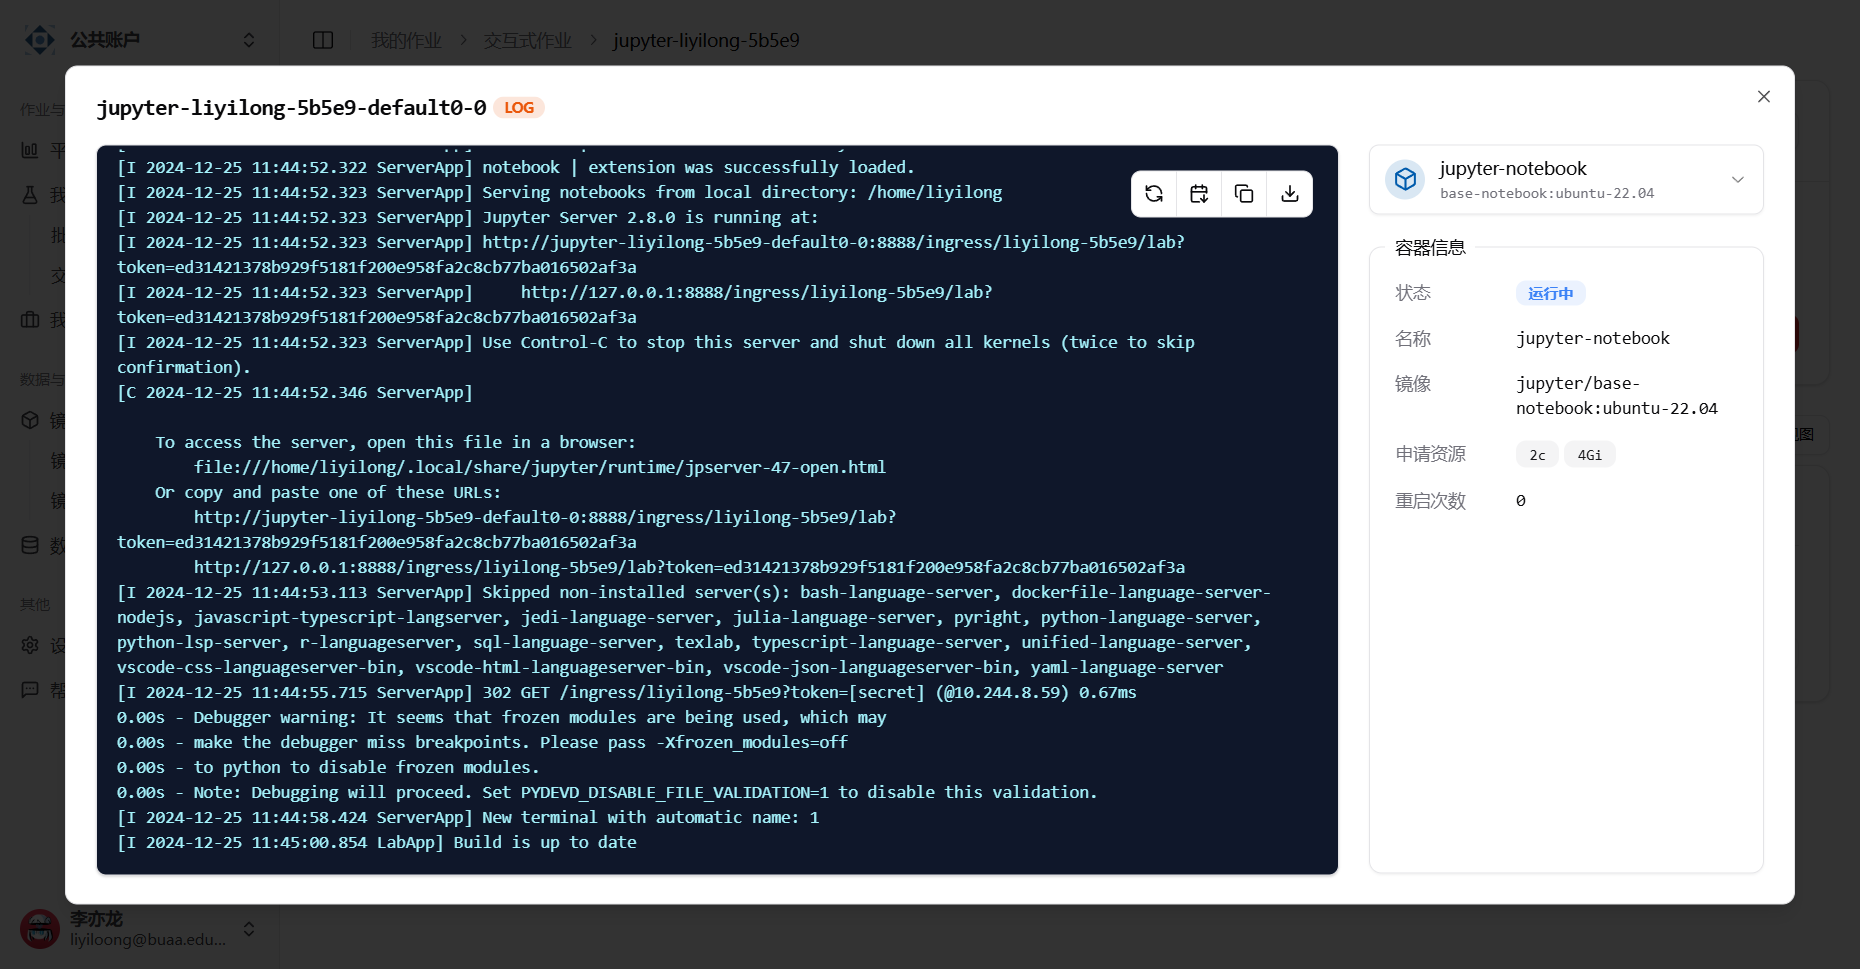 公共账户
我的作业 > 交互式作业 > jupyter-liyilong-5b5e9
作业与
平
我
批
交
我
数据与
镜
镜
镜
数
其他
设
帮
李亦龙
liyiloong@buaa.edu...
jupyter-liyilong-5b5e9-default0-0 LOG
[I 2024-12-25 11:44:52.322 ServerApp] notebook | extension was successfully loaded.
[I 2024-12-25 11:44:52.323 ServerApp] Serving notebooks from local directory: /home/liyilong
[I 2024-12-25 11:44:52.323 ServerApp] Jupyter Server 2.8.0 is running at:
[I 2024-12-25 11:44:52.323 ServerApp] http://jupyter-liyilong-5b5e9-default0-0:8888/ingress/liyilong-5b5e9/lab?
token=ed31421378b929f5181f200e958fa2c8cb77ba016502af3a
[I 2024-12-25 11:44:52.323 ServerApp]     http://127.0.0.1:8888/ingress/liyilong-5b5e9/lab?
token=ed31421378b929f5181f200e958fa2c8cb77ba016502af3a
[I 2024-12-25 11:44:52.323 ServerApp] Use Control-C to stop this server and shut down all kernels (twice to skip
confirmation).
[C 2024-12-25 11:44:52.346 ServerApp]
To access the server, open this file in a browser:
file:///home/liyilong/.local/share/jupyter/runtime/jpserver-47-open.html
Or copy and paste one of these URLs:
http://jupyter-liyilong-5b5e9-default0-0:8888/ingress/liyilong-5b5e9/lab?
token=ed31421378b929f5181f200e958fa2c8cb77ba016502af3a
http://127.0.0.1:8888/ingress/liyilong-5b5e9/lab?token=ed31421378b929f5181f200e958fa2c8cb77ba016502af3a
[I 2024-12-25 11:44:53.113 ServerApp] Skipped non-installed server(s): bash-language-server, dockerfile-language-server-
nodejs, javascript-typescript-langserver, jedi-language-server, julia-language-server, pyright, python-language-server,
python-lsp-server, r-languageserver, sql-language-server, texlab, typescript-language-server, unified-language-server,
vscode-css-languageserver-bin, vscode-html-languageserver-bin, vscode-json-languageserver-bin, yaml-language-server
[I 2024-12-25 11:44:55.715 ServerApp] 302 GET /ingress/liyilong-5b5e9?token=[secret] (@10.244.8.59) 0.67ms
0.00s - Debugger warning: It seems that frozen modules are being used, which may
0.00s - make the debugger miss breakpoints. Please pass -Xfrozen_modules=off
0.00s - to python to disable frozen modules.
0.00s - Note: Debugging will proceed. Set PYDEVD_DISABLE_FILE_VALIDATION=1 to disable this validation.
[I 2024-12-25 11:44:58.424 ServerApp] New terminal with automatic name: 1
[I 2024-12-25 11:45:00.854 LabApp] Build is up to date
jupyter-notebook
base-notebook:ubuntu-22.04
容器信息
状态 运行中
名称 jupyter-notebook
镜像 jupyter/base-
notebook:ubuntu-22.04
申请资源 2c 4Gi
重启次数 0
图